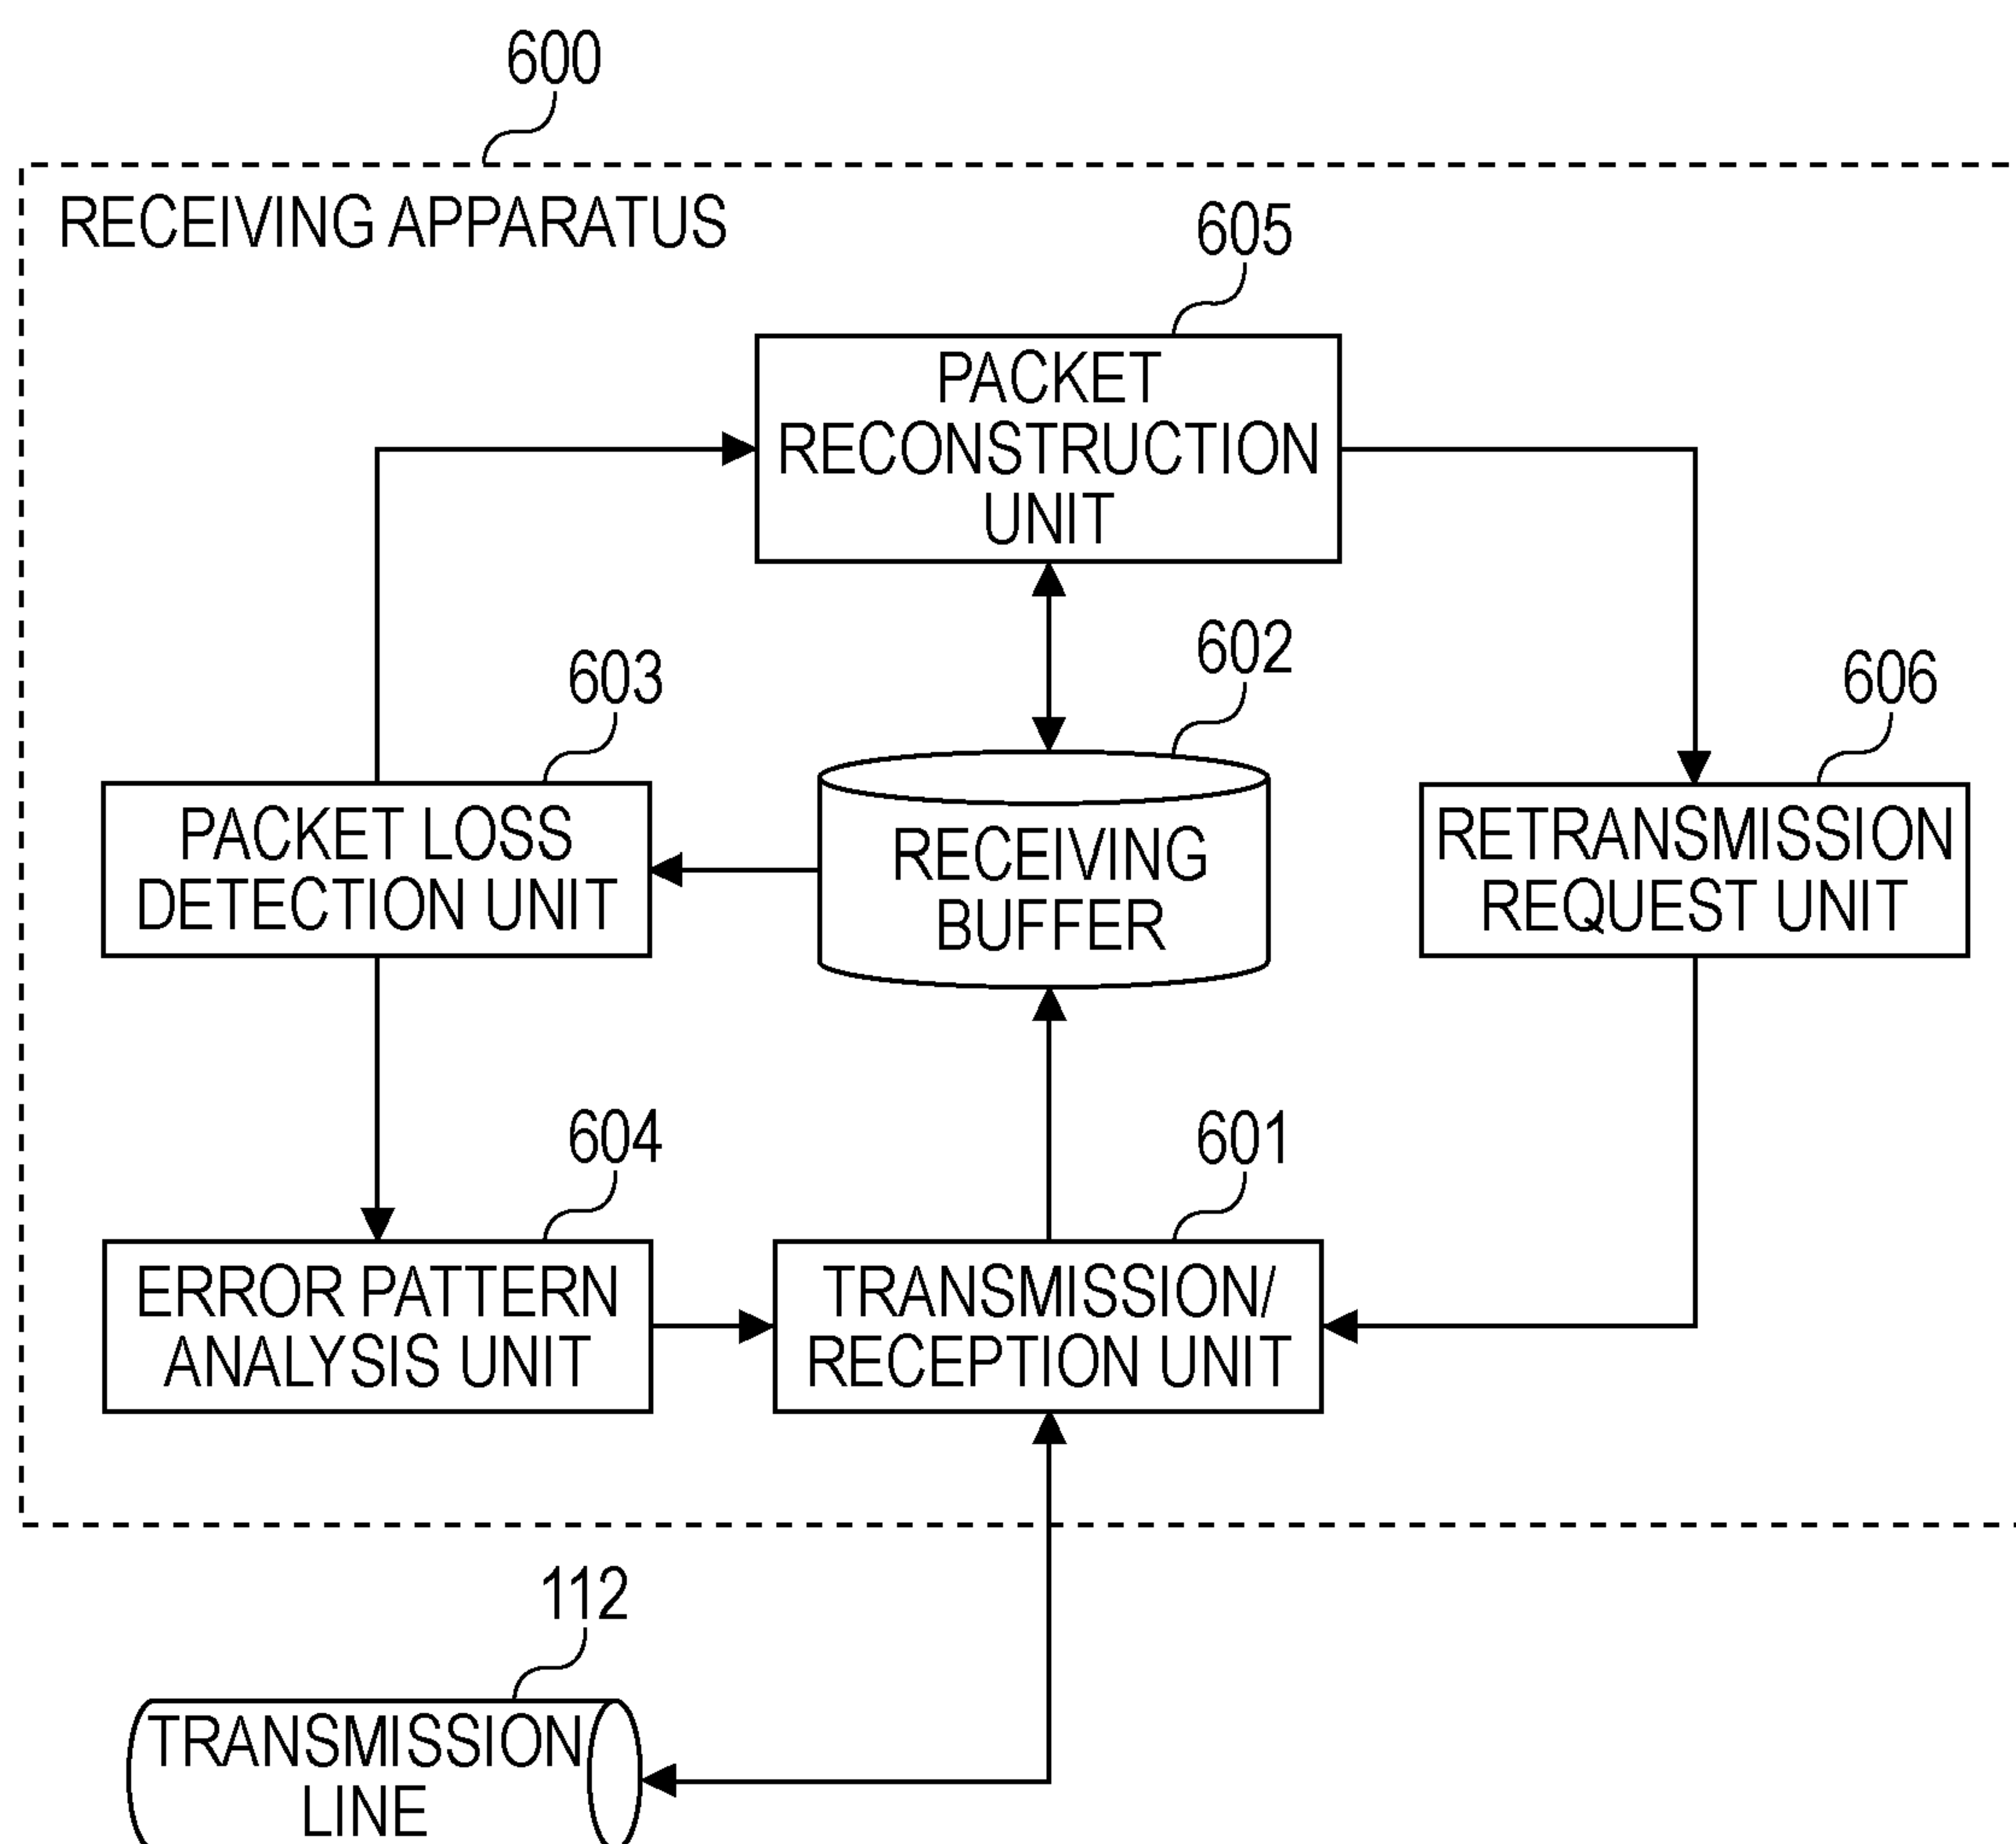 600
RECEIVING APPARATUS
605
PACKET
RECONSTRUCTION
UNIT
602
603
606
PACKET LOSS
DETECTION UNIT
RECEIVING
BUFFER
RETRANSMISSION
REQUEST UNIT
604
601
ERROR PATTERN
ANALYSIS UNIT
TRANSMISSION/
RECEPTION UNIT
112
TRANSMISSION
LINE